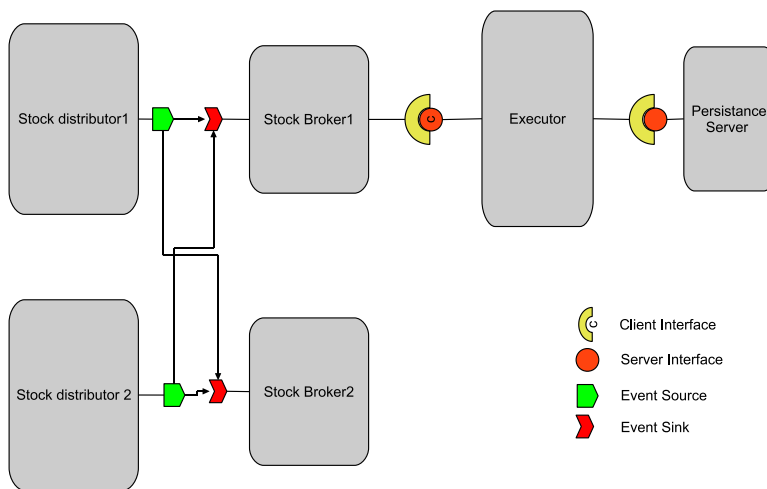 Stock distributor1
Stock Broker1
C
Executor
Persistance
Server
Stock distributor 2
Stock Broker2
C
Client Interface
Server Interface
Event Source
Event Sink